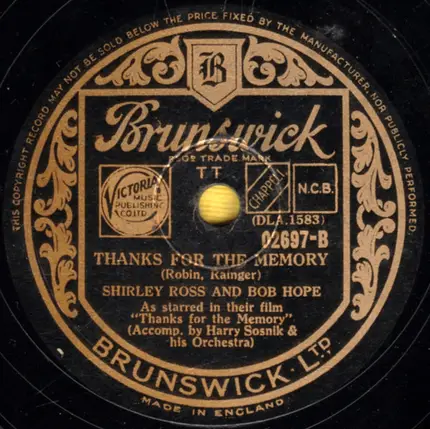 THIS COPYRIGHT RECORD MAY NOT BE SOLD BELOW THE PRICE FIXED BY THE MANUFACTURER, NOR PUBLICLY PERFORMED.
B
Brunswick
REGD TRADE MARK
TT
VICTORIA
MUSIC
PUBLISHING
CO LTD
CHAPPELL
N.C.B.
(DLA.1583)
02697-B
THANKS FOR THE MEMORY
(Robin, Rainger)
SHIRLEY ROSS AND BOB HOPE
As starred in their film
"Thanks for the Memory"
(Accomp. by Harry Sosnik &
his Orchestra)
BRUNSWICK · LTD
MADE IN ENGLAND